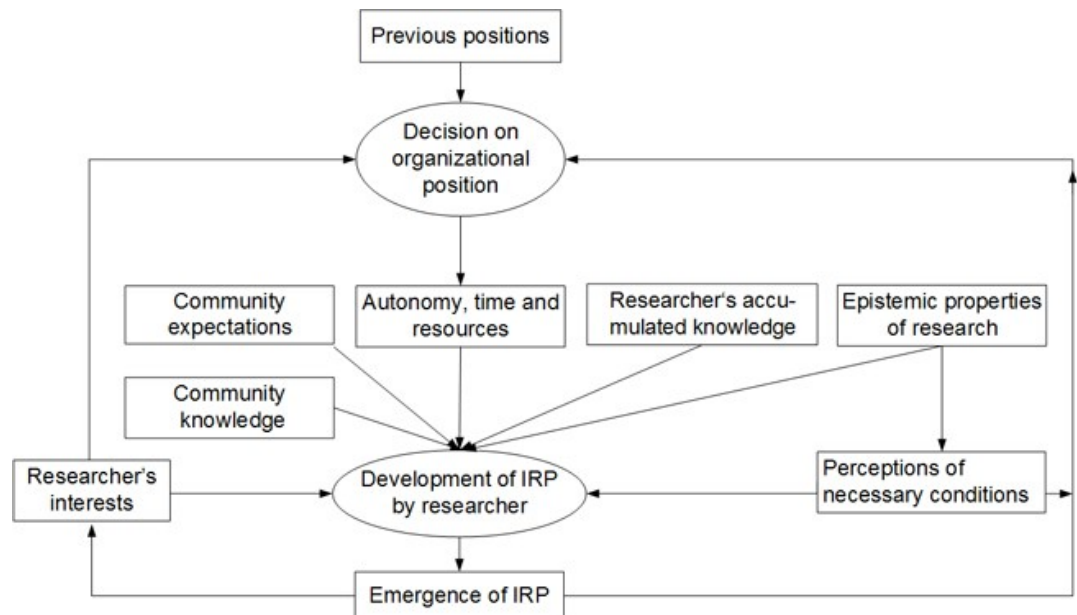 Previous positions
Decision on
organizational
position
Community
expectations
Autonomy, time and
resources
Researcher‘s accu-
mulated knowledge
Epistemic properties
of research
Community
knowledge
Researcher’s
interests
Development of IRP
by researcher
Perceptions of
necessary conditions
Emergence of IRP